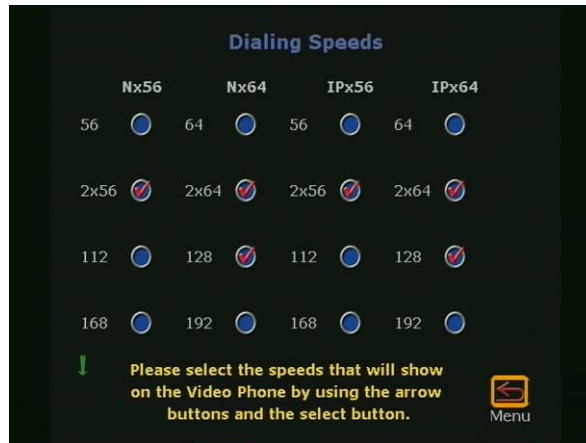 Dialing Speeds
Nx56 Nx64 IPx56 IPx64
56 64 56 64
2x56 2x64 2x56 2x64
112 128 112 128
168 192 168 192
Please select the speeds that will show
on the Video Phone by using the arrow
buttons and the select button.
Menu